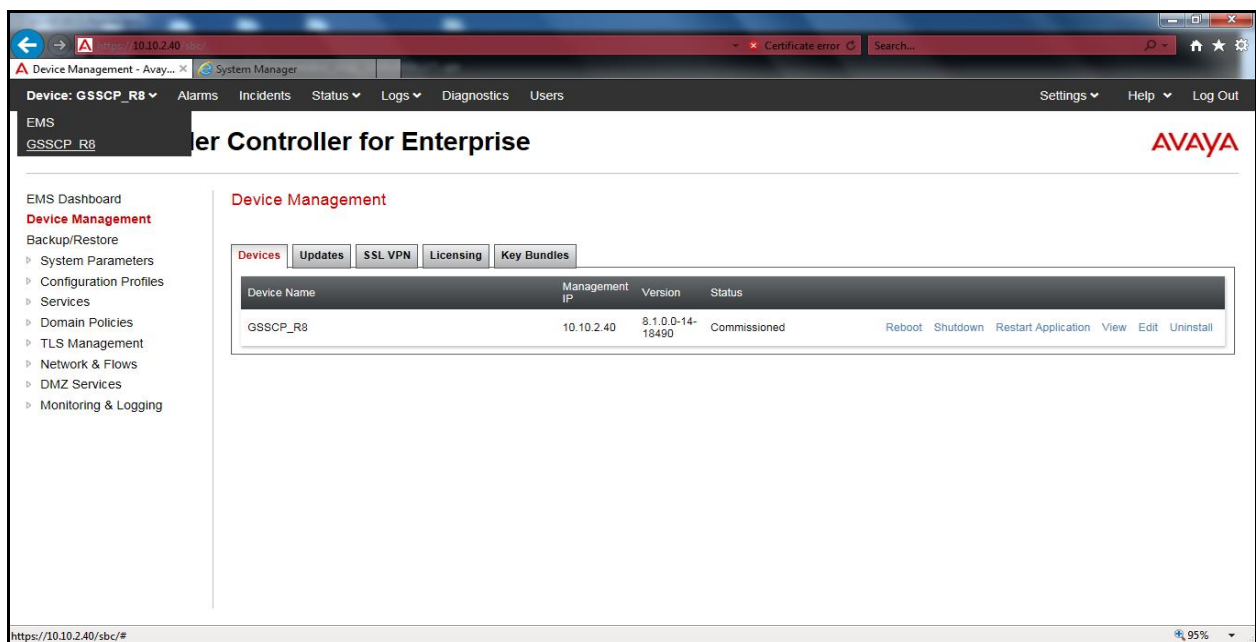 https://10.10.2.40/sbc/
Certificate error
Search...
Device Management - Avay...
System Manager
Device: GSSCP_R8 Alarms Incidents Status Logs Diagnostics Users Settings Help Log Out
EMS
GSSCP_R8
der Controller for Enterprise
AVAYA
EMS Dashboard
Device Management
Backup/Restore
System Parameters
Configuration Profiles
Services
Domain Policies
TLS Management
Network & Flows
DMZ Services
Monitoring & Logging
Device Management
Devices Updates SSL VPN Licensing Key Bundles
Device Name Management IP Version Status
GSSCP_R8 10.10.2.40 8.1.0.0-14-18490 Commissioned Reboot Shutdown Restart Application View Edit Uninstall
https://10.10.2.40/sbc/#
95%